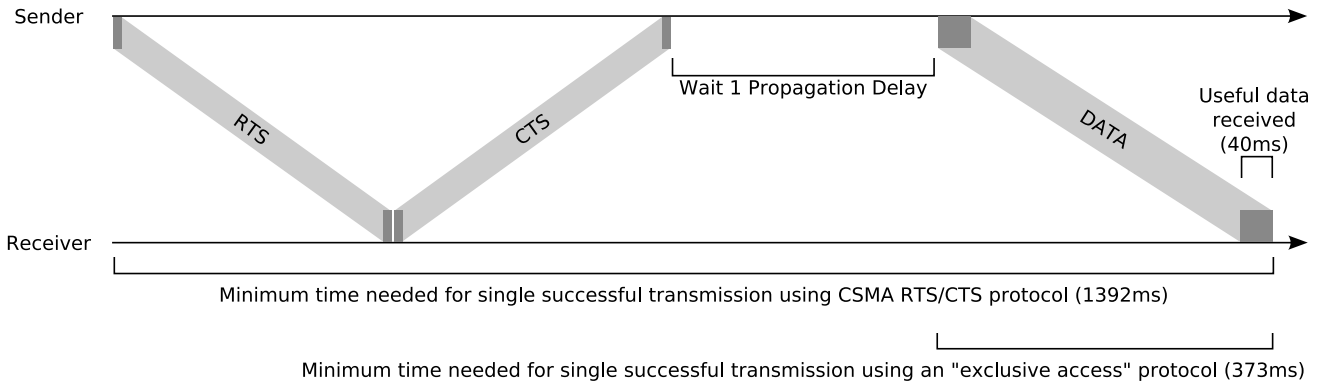 Sender
Wait 1 Propagation Delay
Useful data
received
(40ms)
RTS
CTS
DATA
Receiver
Minimum time needed for single successful transmission using CSMA RTS/CTS protocol (1392ms)
Minimum time needed for single successful transmission using an "exclusive access" protocol (373ms)